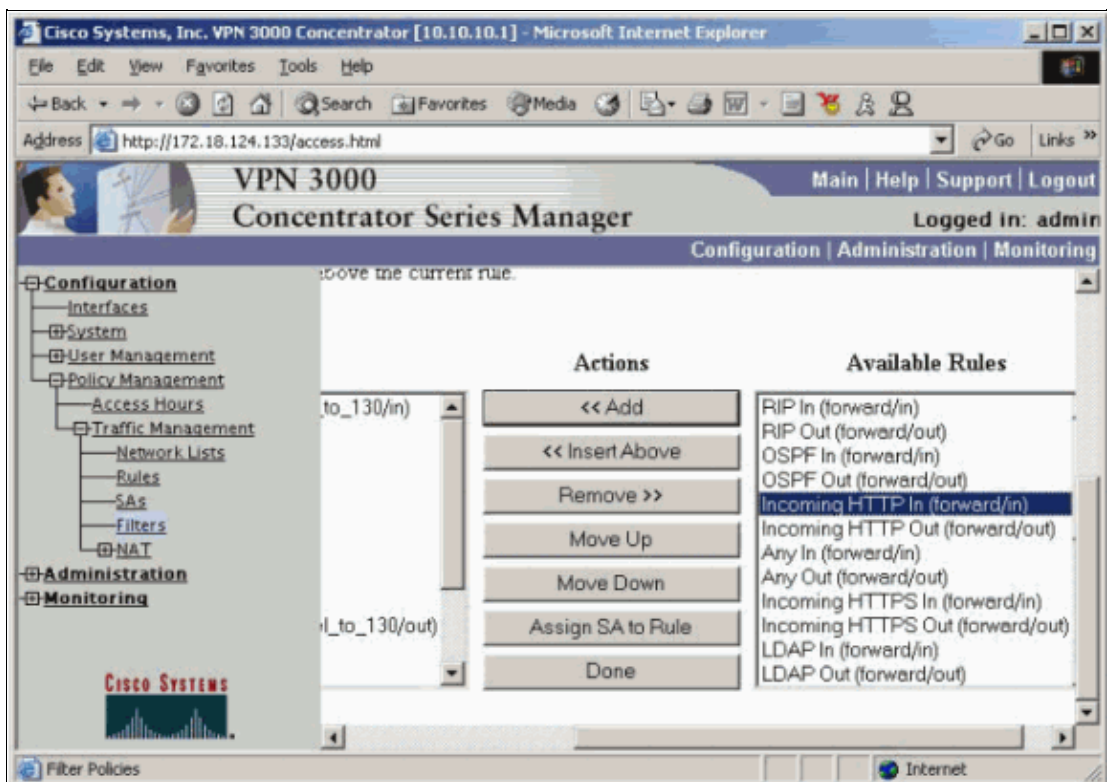 Cisco Systems, Inc. VPN 3000 Concentrator [10.10.10.1] - Microsoft Internet Explorer
File Edit View Favorites Tools Help
Back Search Favorites Media
Address http://172.18.124.133/access.html Go Links »
VPN 3000
Concentrator Series Manager
Main | Help | Support | Logout
Logged in: admin
Configuration | Administration | Monitoring
Configuration
Interfaces
System
User Management
Policy Management
Access Hours
Traffic Management
Network Lists
Rules
SAs
Filters
NAT
Administration
Monitoring
CISCO SYSTEMS
above the current rule.
_to_130/in)
l_to_130/out)
Actions
<< Add
<< Insert Above
Remove >>
Move Up
Move Down
Assign SA to Rule
Done
Available Rules
RIP In (forward/in)
RIP Out (forward/out)
OSPF In (forward/in)
OSPF Out (forward/out)
Incoming HTTP In (forward/in)
Incoming HTTP Out (forward/out)
Any In (forward/in)
Any Out (forward/out)
Incoming HTTPS In (forward/in)
Incoming HTTPS Out (forward/out)
LDAP In (forward/in)
LDAP Out (forward/out)
Filter Policies
Internet